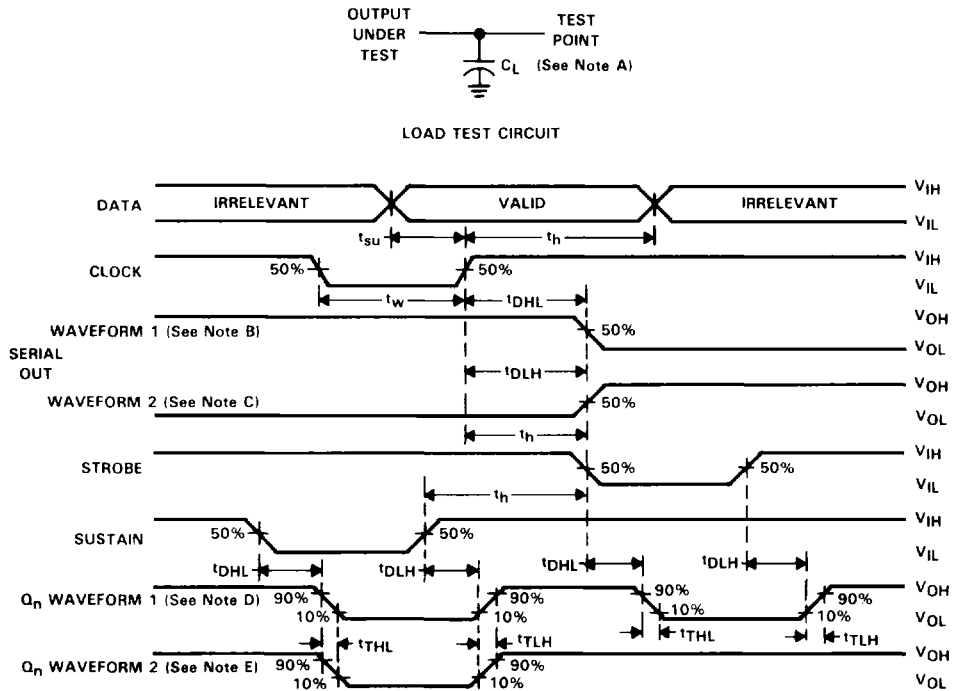 OUTPUT
UNDER
TEST
TEST
POINT
(See Note A)
CL
LOAD TEST CIRCUIT
DATA IRRELEVANT VALID IRRELEVANT VIH
VIL
tsu th
CLOCK 50% 50% VIH
VIL
tw tDHL
SERIAL
OUT
WAVEFORM 1 (See Note B) 50% VOH
VOL
tDLH
WAVEFORM 2 (See Note C) 50% VOH
VOL
th
STROBE 50% 50% VIH
VIL
th
SUSTAIN 50% 50% VIH
VIL
tDHL tDLH tDHL tDLH
Qn WAVEFORM 1 (See Note D) 90% 90% 90% 90% VOH
10% 10% 10% 10% VOL
tTHL tTLH tTHL tTLH
Qn WAVEFORM 2 (See Note E) 90% 90% VOH
10% 10% VOL